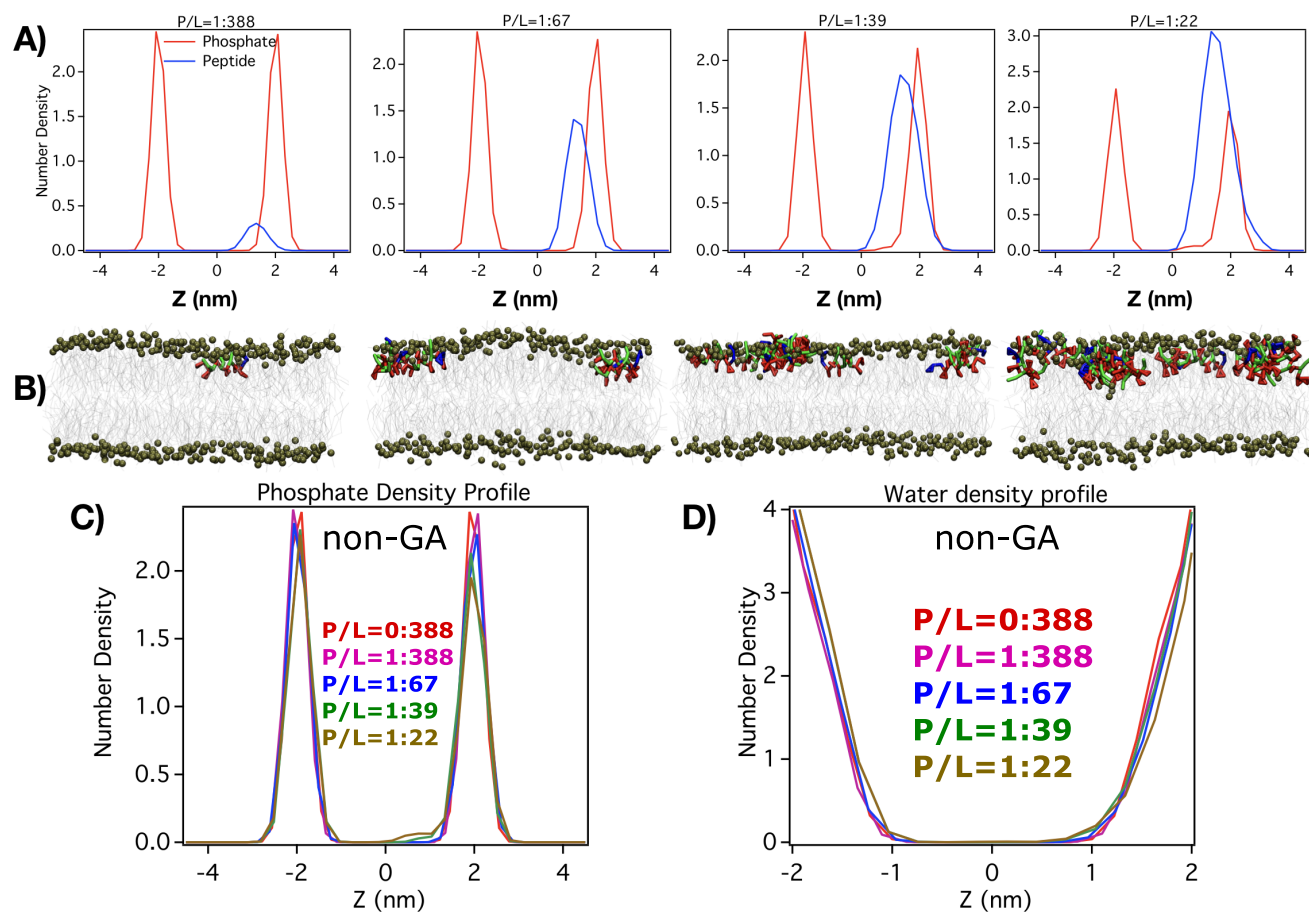 A)
P/L=1:388
P/L=1:67
P/L=1:39
P/L=1:22
Phosphate
Peptide
Number Density
2.0
1.5
1.0
0.5
0.0
-4 -2 0 2 4
Z (nm)
2.0
1.5
1.0
0.5
0.0
-4 -2 0 2 4
Z (nm)
2.0
1.5
1.0
0.5
0.0
-4 -2 0 2 4
Z (nm)
3.0
2.5
2.0
1.5
1.0
0.5
0.0
-4 -2 0 2 4
Z (nm)
B)
C)
Phosphate Density Profile
non-GA
P/L=0:388
P/L=1:388
P/L=1:67
P/L=1:39
P/L=1:22
Number Density
2.0
1.5
1.0
0.5
0.0
-4 -2 0 2 4
Z (nm)
D)
Water density profile
non-GA
P/L=0:388
P/L=1:388
P/L=1:67
P/L=1:39
P/L=1:22
Number Density
4
3
2
1
0
-2 -1 0 1 2
Z (nm)